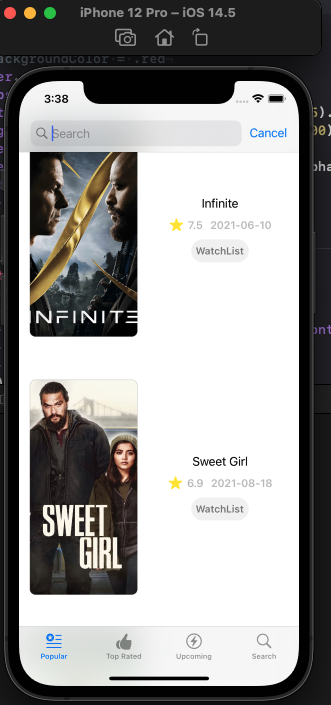 iPhone 12 Pro – iOS 14.5
ackgroundColor = .red
3:38
Search
Cancel
INFINITE
Infinite
7.5 2021-06-10
WatchList
SWEET
GIRL
Sweet Girl
6.9 2021-08-18
WatchList
Popular
Top Rated
Upcoming
Search